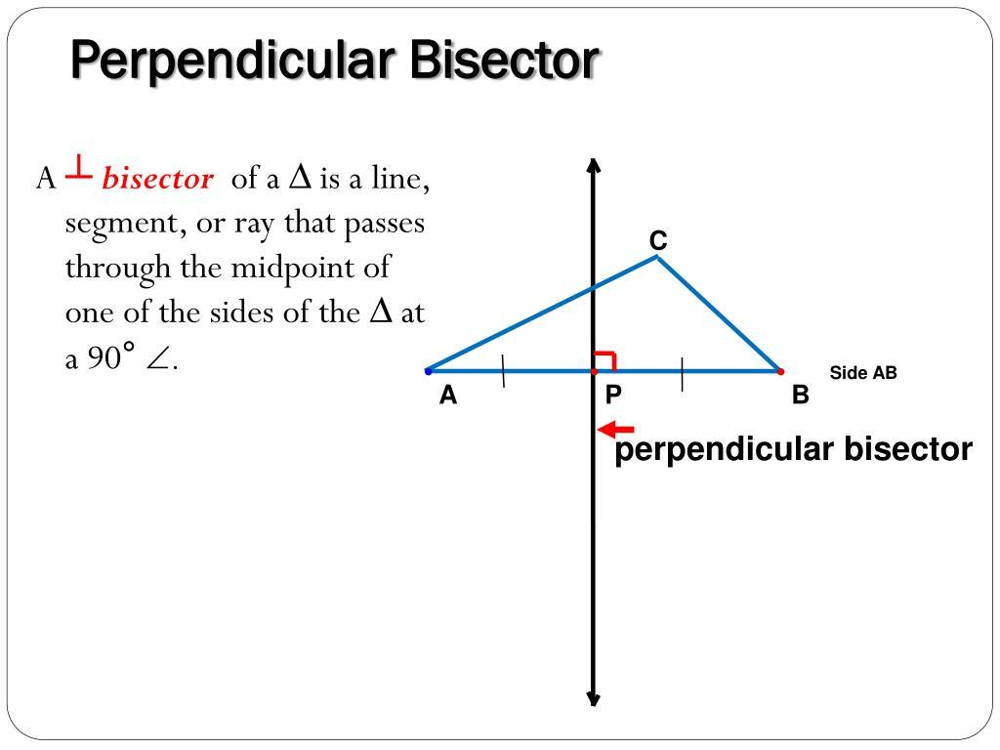 Perpendicular Bisector
A ⊥ bisector of a Δ is a line,
segment, or ray that passes
through the midpoint of
one of the sides of the Δ at
a 90° ∠.
C
A
P
B
Side AB
perpendicular bisector